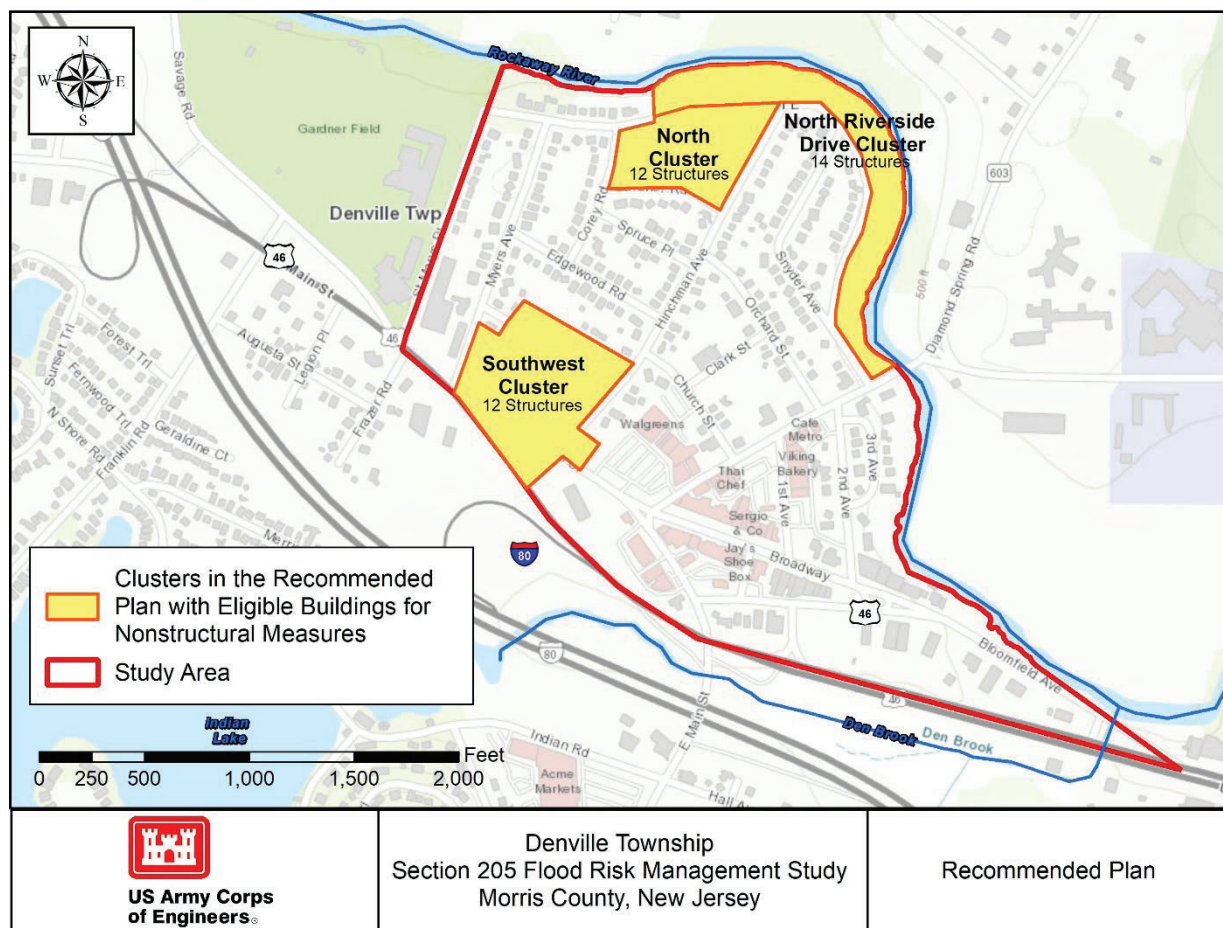 N
W
E
S
Savage Rd
Rockaway River
Gardner Field
Denville Twp
46
Main St
St Marys Pl
46
Myers Ave
Corey Rd
Spruce Pl
Edgewood Rd
Hinchman Ave
Snyder Ave
Orchard St
Clark St
Church St
North
Cluster
12 Structures
North Riverside
Drive Cluster
14 Structures
603
500 ft
Diamond Spring Rd
Sunset Trl
Forest Trl
Fernwood Trl
N Shore Rd
Franklin Rd
Geraldine Ct
Augusta St
Legion Pl
Frazer Rd
Southwest
Cluster
12 Structures
Walgreens
Cafe
Metro
Viking
Bakery
Thai
Chef
1st Ave
2nd Ave
3rd Ave
Sergio
& Co
Jay's
Shoe
Box
Broadway
46
Bloomfield Ave
80
80
46
E Main St
Den Brook
Den Brook
Indian Rd
Acme
Markets
Clusters in the Recommended
Plan with Eligible Buildings for
Nonstructural Measures
Study Area
Indian
Lake
Feet
0 250 500 1,000 1,500 2,000
US Army Corps
of Engineers®
Denville Township
Section 205 Flood Risk Management Study
Morris County, New Jersey
Recommended Plan